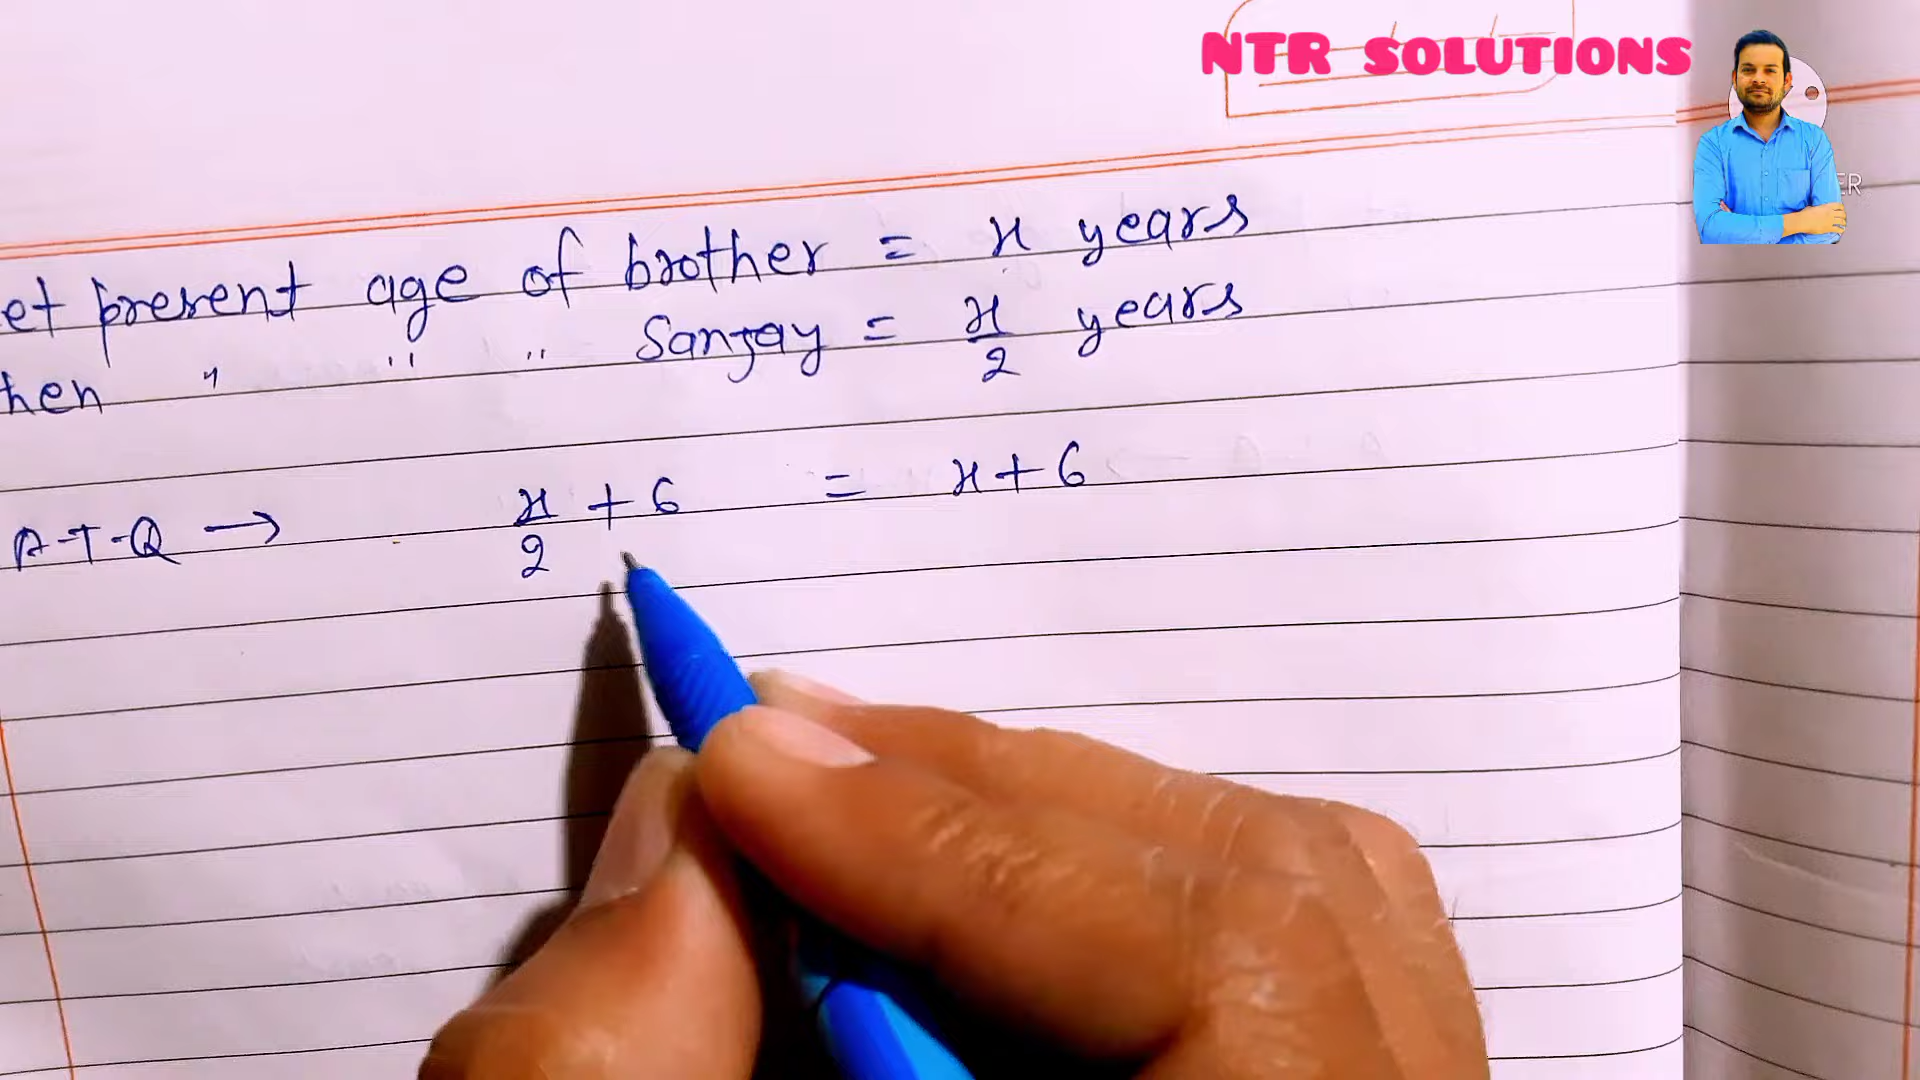 NTR SOLUTIONS
et present age of brother = x years
hen " " " Sanjay = x/2 years
A-T-Q → x/2 + 6 = x + 6